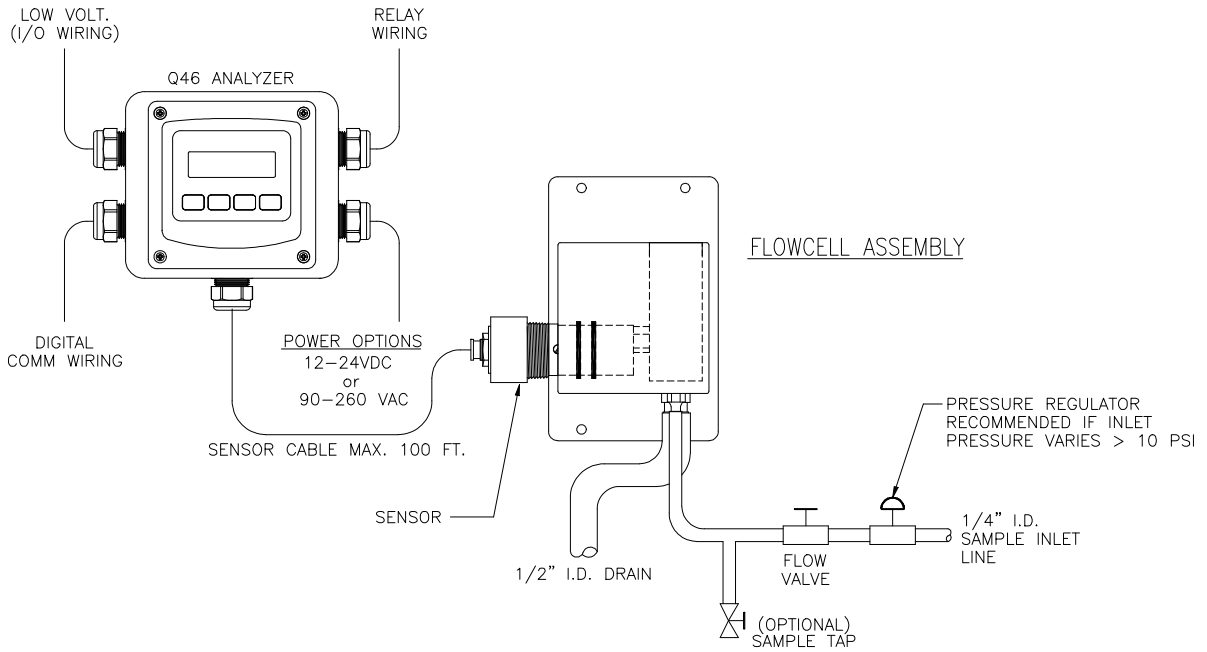 LOW VOLT.
(I/O WIRING)
RELAY
WIRING
Q46 ANALYZER
FLOWCELL ASSEMBLY
DIGITAL
COMM WIRING
POWER OPTIONS
12-24VDC
or
90-260 VAC
SENSOR CABLE MAX. 100 FT.
PRESSURE REGULATOR
RECOMMENDED IF INLET
PRESSURE VARIES > 10 PSI
SENSOR
1/4" I.D.
SAMPLE INLET
LINE
1/2" I.D. DRAIN
FLOW
VALVE
(OPTIONAL)
SAMPLE TAP